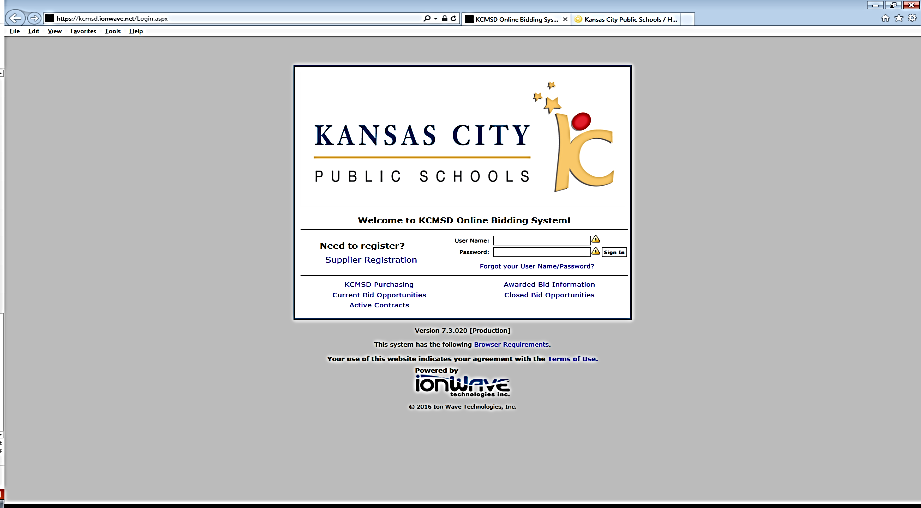 https://kcmsd.ionwave.net/Login.aspx
KCMSD Online Bidding Sys...
Kansas City Public Schools / H...
File Edit View Favorites Tools Help
KANSAS CITY
PUBLIC SCHOOLS
KC
Welcome to KCMSD Online Bidding System!
Need to register?
Supplier Registration
User Name:
Password:
Sign In
Forgot your User Name/Password?
KCMSD Purchasing
Awarded Bid Information
Current Bid Opportunities
Closed Bid Opportunities
Active Contracts
Version 7.3.020 [Production]
This system has the following Browser Requirements.
Your use of this website indicates your agreement with the Terms of Use.
Powered by
ionWave
technologies inc.
© 2016 Ion Wave Technologies, Inc.